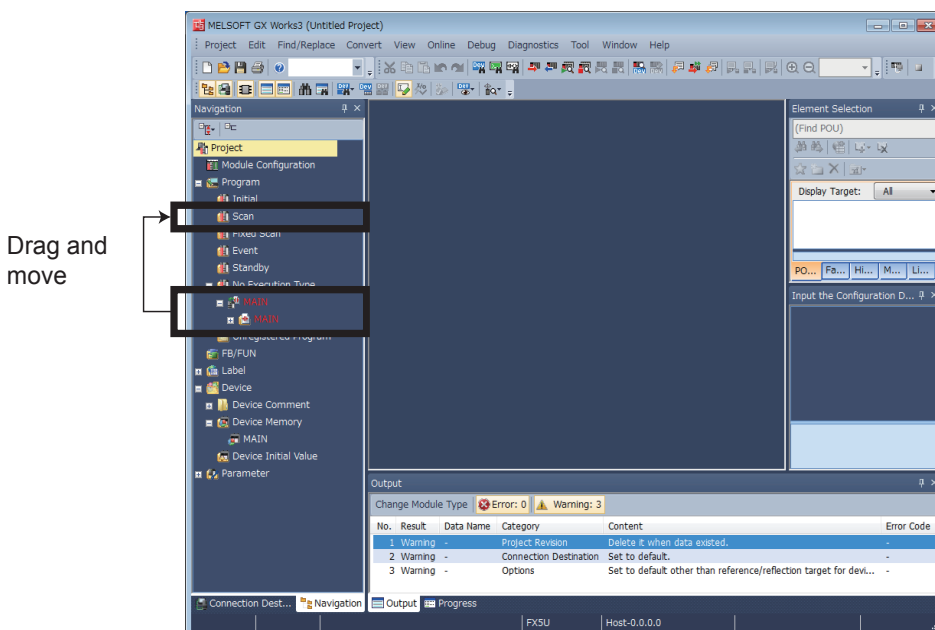 MELSOFT GX Works3 (Untitled Project)
Project Edit Find/Replace Convert View Online Debug Diagnostics Tool Window Help
Navigation
Project
Module Configuration
Program
Initial
Scan
Fixed Scan
Event
Standby
No Execution Type
MAIN
MAIN
Unregistered Program
FB/FUN
Label
Device
Device Comment
Device Memory
MAIN
Device Initial Value
Parameter
Connection Dest... Navigation
Drag and
move
Element Selection
(Find POU)
Display Target: All
PO... Fa... Hi... M... Li...
Input the Configuration D...
Output
Change Module Type Error: 0 Warning: 3
No. Result Data Name Category Content Error Code
1 Warning - Project Revision Delete it when data existed. -
2 Warning - Connection Destination Set to default. -
3 Warning - Options Set to default other than reference/reflection target for devi... -
Output Progress
FX5U Host-0.0.0.0